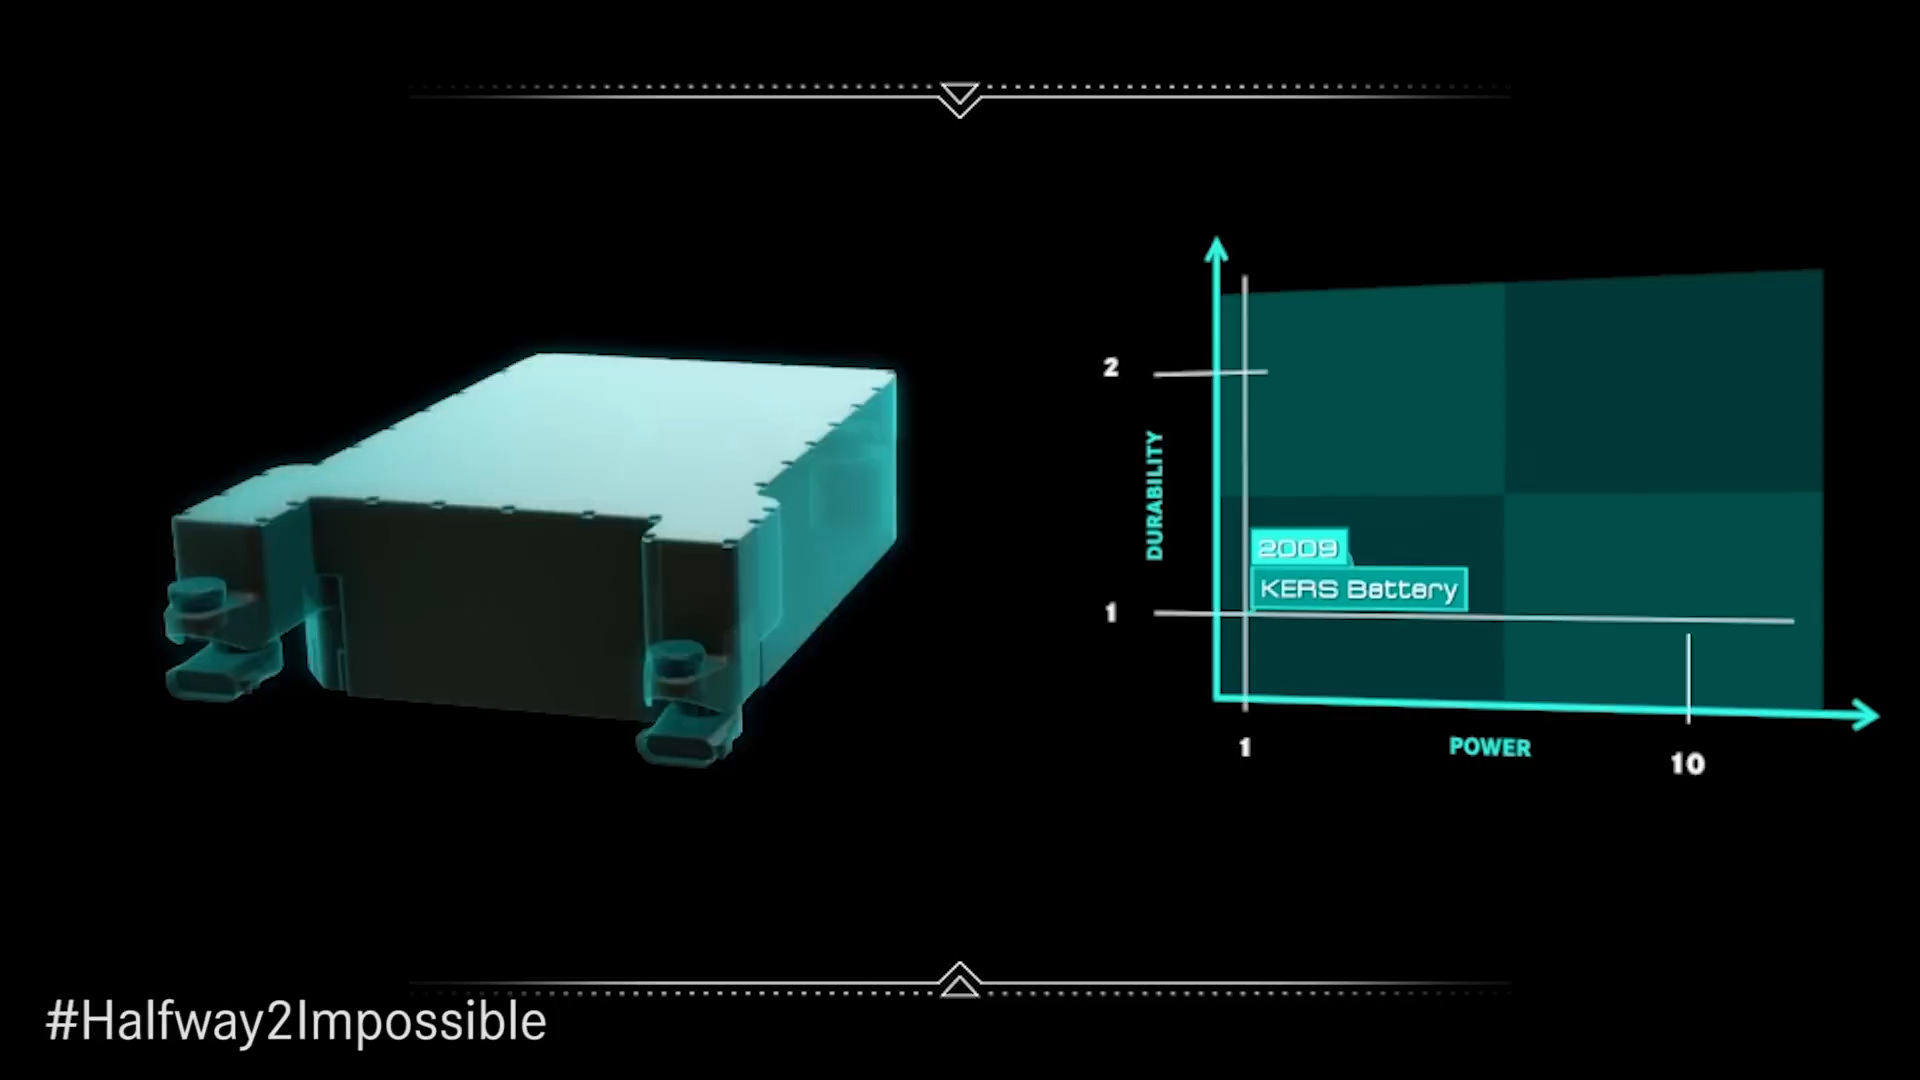 2
DURABILITY
2009
KERS Battery
1
1
POWER
10
#Halfway2Impossible